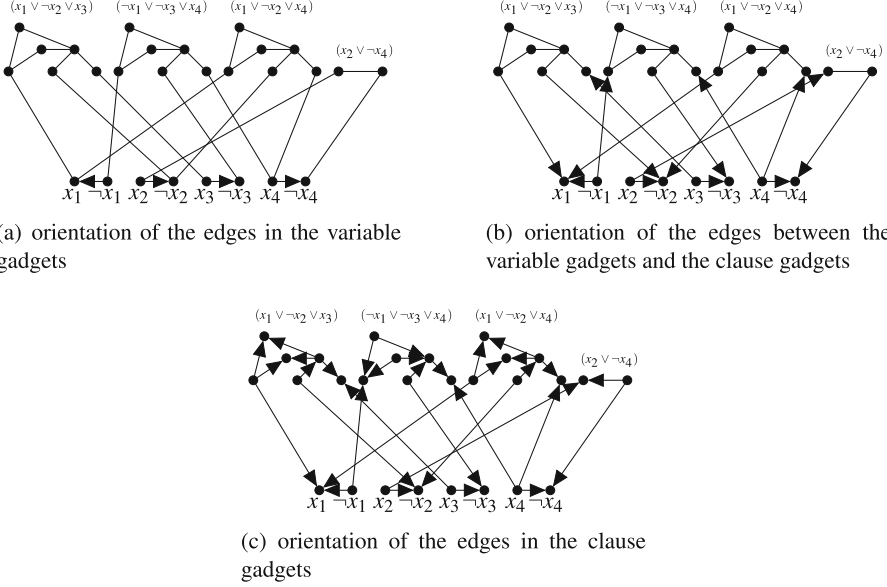 (x₁ ∨ ¬x₂ ∨ x₃) (¬x₁ ∨ ¬x₃ ∨ x₄) (x₁ ∨ ¬x₂ ∨ x₄)
(x₂ ∨ ¬x₄)
x₁ ¬x₁ x₂ ¬x₂ x₃ ¬x₃ x₄ ¬x₄
(a) orientation of the edges in the variable
gadgets
(x₁ ∨ ¬x₂ ∨ x₃) (¬x₁ ∨ ¬x₃ ∨ x₄) (x₁ ∨ ¬x₂ ∨ x₄)
(x₂ ∨ ¬x₄)
x₁ ¬x₁ x₂ ¬x₂ x₃ ¬x₃ x₄ ¬x₄
(b) orientation of the edges between the
variable gadgets and the clause gadgets
(x₁ ∨ ¬x₂ ∨ x₃) (¬x₁ ∨ ¬x₃ ∨ x₄) (x₁ ∨ ¬x₂ ∨ x₄)
(x₂ ∨ ¬x₄)
x₁ ¬x₁ x₂ ¬x₂ x₃ ¬x₃ x₄ ¬x₄
(c) orientation of the edges in the clause
gadgets